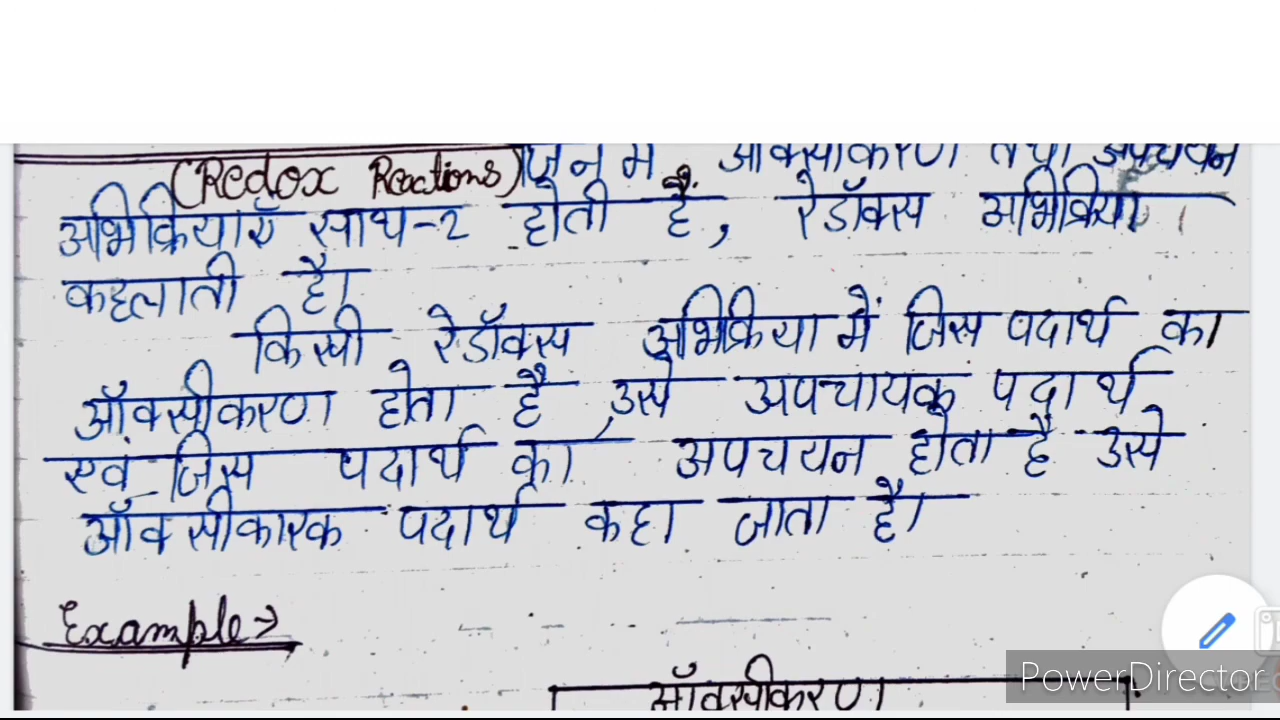 (Redox Reactions) जिनमें ऑक्सीकरण तथा अपचयन
अभिक्रियाएँ साथ-२ होती हैं, रेडॉक्स अभिक्रिया
कहलाती है।
किसी रेडॉक्स अभिक्रिया में जिस पदार्थ का
ऑक्सीकरण होता है, उसे अपचायक पदार्थ
एवं जिस पदार्थ का अपचयन होता है उसे
ऑक्सीकारक पदार्थ कहा जाता है।
Example →
ऑक्सीकरण
PowerDirector